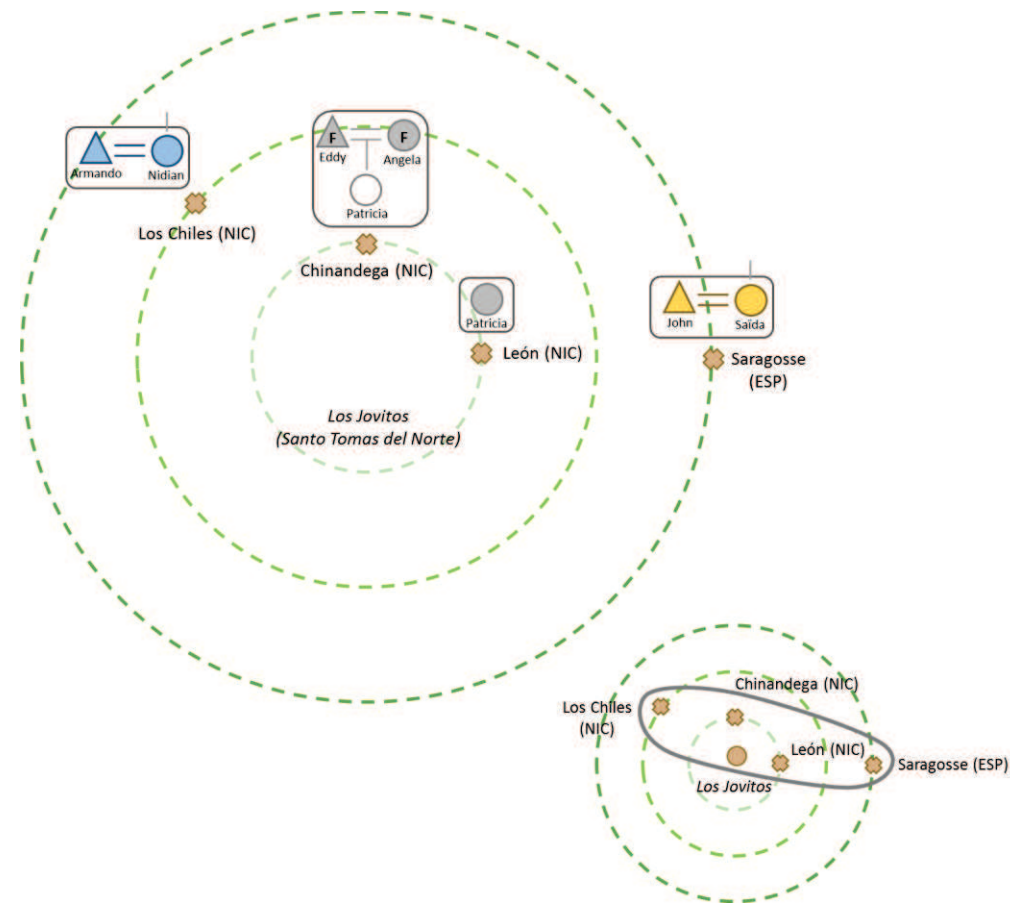 F
F
Eddy
Angela
Armando
Nidian
Patricia
Los Chiles (NIC)
Chinandega (NIC)
Patricia
John
Saïda
León (NIC)
Saragosse
(ESP)
Los Jovitos
(Santo Tomas del Norte)
Chinandega (NIC)
Los Chiles
(NIC)
León (NIC)
Saragosse (ESP)
Los Jovitos